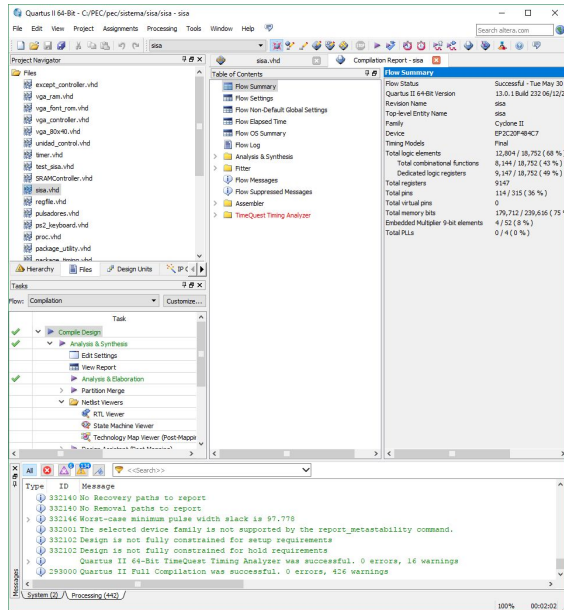 Quartus II 64-Bit - C:/PEC/pec/sistema/sisa/sisa - sisa
File Edit View Project Assignments Processing Tools Window Help
Search altera.com
sisa
Project Navigator
Files
except_controller.vhd
vga_ram.vhd
vga_font_rom.vhd
vga_controller.vhd
vga_80x40.vhd
unidad_control.vhd
timer.vhd
test_sisa.vhd
SRAMController.vhd
sisa.vhd
regfile.vhd
pulsadores.vhd
ps2_keyboard.vhd
proc.vhd
package_utility.vhd
package_timing.vhd
Hierarchy Files Design Units IP C
Tasks
Flow: Compilation Customize...
Task
Compile Design
Analysis & Synthesis
Edit Settings
View Report
Analysis & Elaboration
Partition Merge
Netlist Viewers
RTL Viewer
State Machine Viewer
Technology Map Viewer (Post-Mappi
Design Assistant (Post-Mapping)
sisa.vhd
Compilation Report - sisa
Table of Contents
Flow Summary
Flow Settings
Flow Non-Default Global Settings
Flow Elapsed Time
Flow OS Summary
Flow Log
Analysis & Synthesis
Fitter
Flow Messages
Flow Suppressed Messages
Assembler
TimeQuest Timing Analyzer
Flow Summary
Flow Status Successful - Tue May 30
Quartus II 64-Bit Version 13.0.1 Build 232 06/12/2
Revision Name sisa
Top-level Entity Name sisa
Family Cyclone II
Device EP2C20F484C7
Timing Models Final
Total logic elements 12,804 / 18,752 ( 68 %
Total combinational functions 8,144 / 18,752 ( 43 % )
Dedicated logic registers 9,147 / 18,752 ( 49 % )
Total registers 9147
Total pins 114 / 315 ( 36 % )
Total virtual pins 0
Total memory bits 179,712 / 239,616 ( 75
Embedded Multiplier 9-bit elements 4 / 52 ( 8 % )
Total PLLs 0 / 4 ( 0 % )
All <<Search>>
Type ID Message
332140 No Recovery paths to report
332140 No Removal paths to report
332146 Worst-case minimum pulse width slack is 97.778
332001 The selected device family is not supported by the report_metastability command.
332102 Design is not fully constrained for setup requirements
332102 Design is not fully constrained for hold requirements
Quartus II 64-Bit TimeQuest Timing Analyzer was successful. 0 errors, 16 warnings
293000 Quartus II Full Compilation was successful. 0 errors, 426 warnings
Messages
System (2) Processing (442)
100% 00:02:02